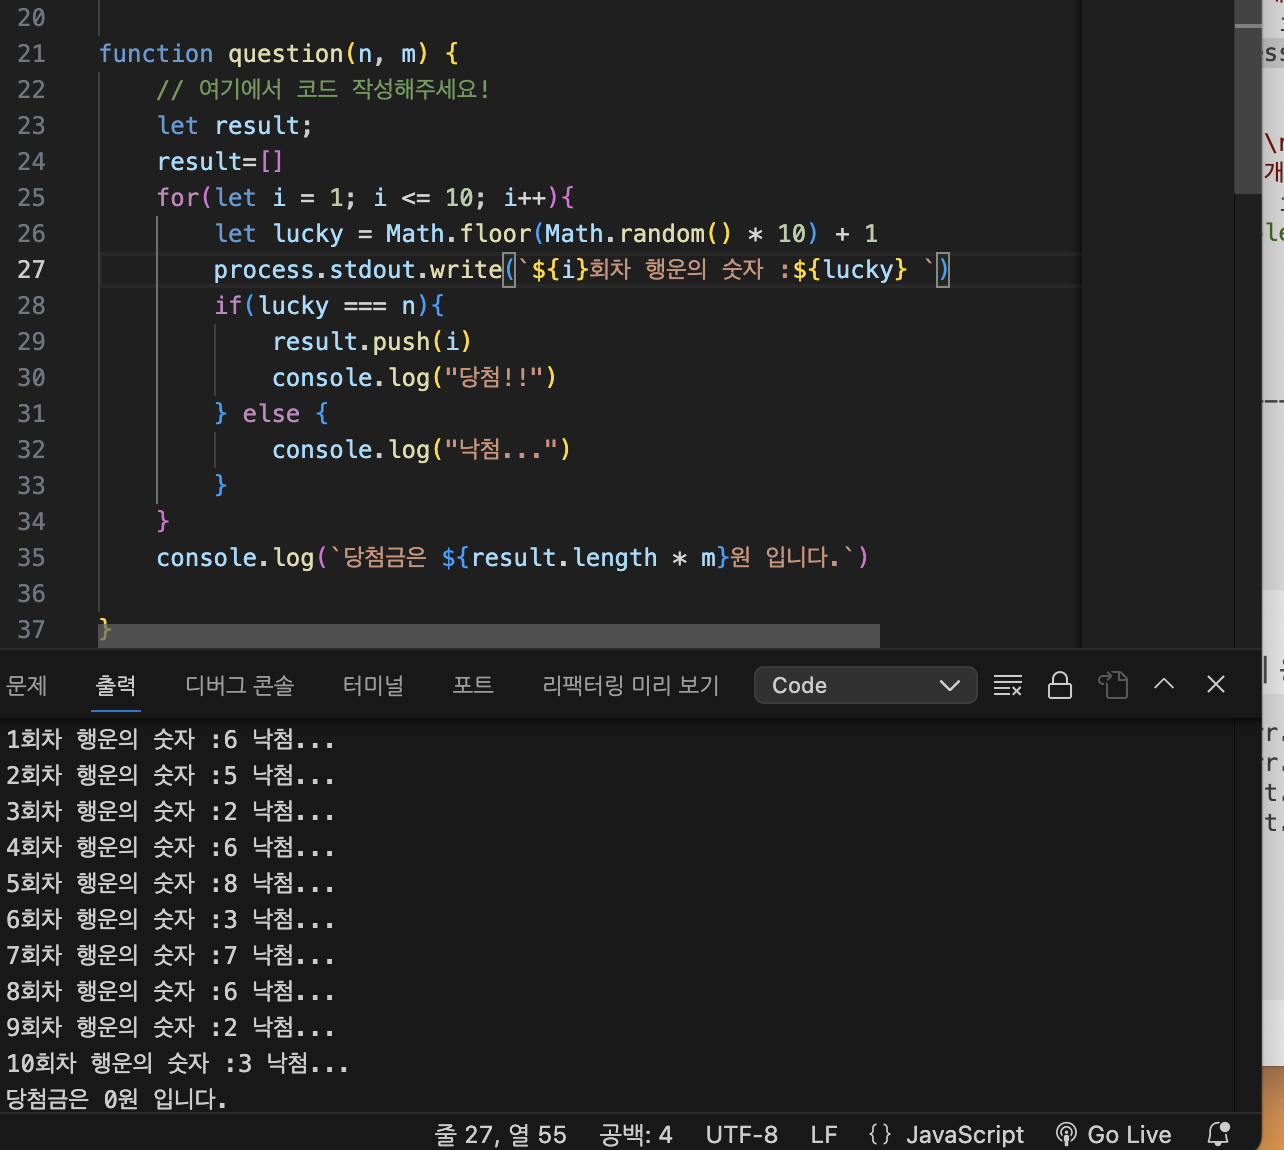 20
21 function question(n, m) {
22 // 여기에서 코드 작성해주세요!
23 let result;
24 result=[]
25 for(let i = 1; i <= 10; i++){
26 let lucky = Math.floor(Math.random() * 10) + 1
27 process.stdout.write(`${i}회차 행운의 숫자 :${lucky} `)
28 if(lucky === n){
29 result.push(i)
30 console.log("당첨!!")
31 } else {
32 console.log("낙첨...")
33 }
34 }
35 console.log(`당첨금은 ${result.length * m}원 입니다.`)
36
37 }
문제 출력 디버그 콘솔 터미널 포트 리팩터링 미리 보기 Code
1회차 행운의 숫자 :6 낙첨...
2회차 행운의 숫자 :5 낙첨...
3회차 행운의 숫자 :2 낙첨...
4회차 행운의 숫자 :6 낙첨...
5회차 행운의 숫자 :8 낙첨...
6회차 행운의 숫자 :3 낙첨...
7회차 행운의 숫자 :7 낙첨...
8회차 행운의 숫자 :6 낙첨...
9회차 행운의 숫자 :2 낙첨...
10회차 행운의 숫자 :3 낙첨...
당첨금은 0원 입니다.
줄 27, 열 55 공백: 4 UTF-8 LF {} JavaScript Go Live